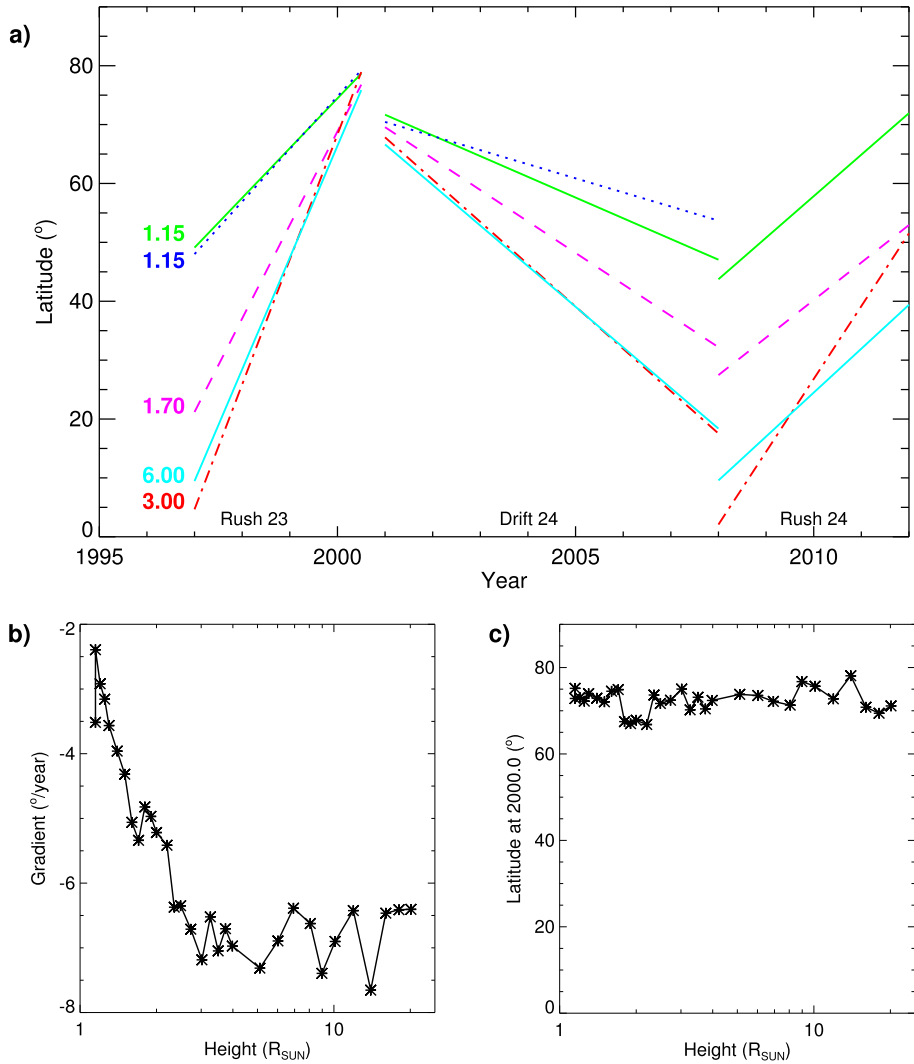 a)
80
60
40
20
0
Latitude (°)
1.15
1.15
1.70
6.00
3.00
Rush 23
Drift 24
Rush 24
1995
2000
2005
2010
Year
b)
-2
-4
-6
-8
Gradient (°/year)
1
10
Height (RSUN)
c)
80
60
40
20
0
Latitude at 2000.0 (°)
1
10
Height (RSUN)